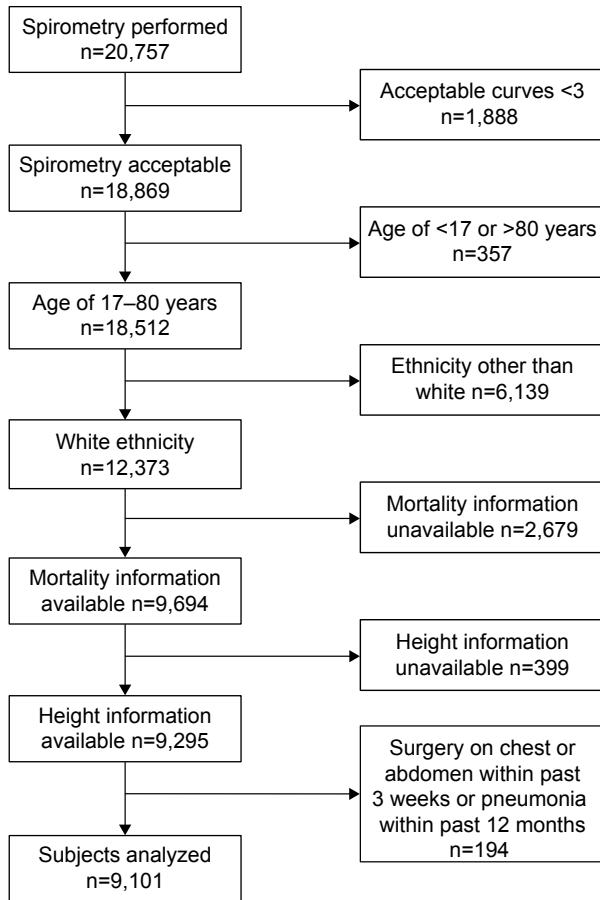 Spirometry performed
n=20,757
Acceptable curves <3
n=1,888
Spirometry acceptable
n=18,869
Age of <17 or >80 years
n=357
Age of 17–80 years
n=18,512
Ethnicity other than
white n=6,139
White ethnicity
n=12,373
Mortality information
unavailable n=2,679
Mortality information
available n=9,694
Height information
unavailable n=399
Height information
available n=9,295
Surgery on chest or
abdomen within past
3 weeks or pneumonia
within past 12 months
n=194
Subjects analyzed
n=9,101